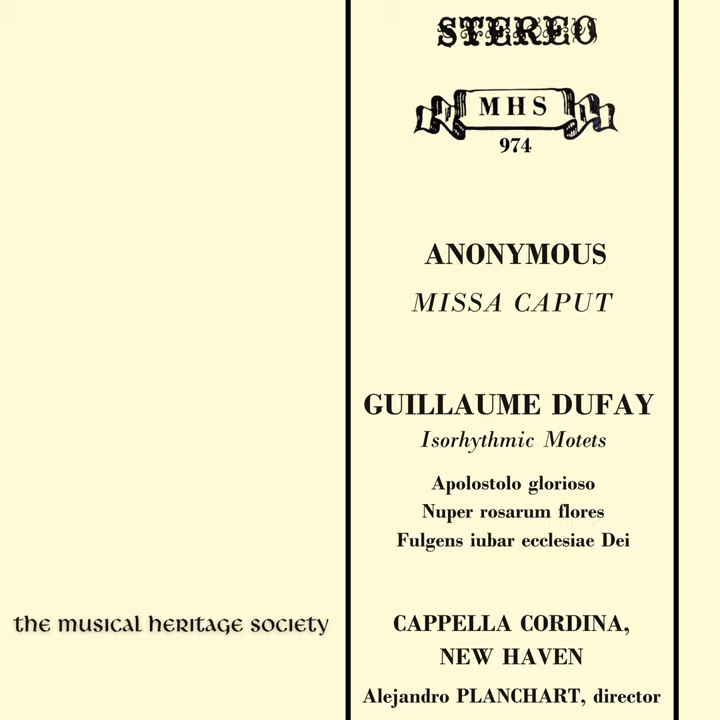 STEREO
MHS
974
ANONYMOUS
MISSA CAPUT
GUILLAUME DUFAY
Isorhythmic Motets
Apolostolo glorioso
Nuper rosarum flores
Fulgens iubar ecclesiae Dei
the musical heritage society
CAPPELLA CORDINA,
NEW HAVEN
Alejandro PLANCHART, director